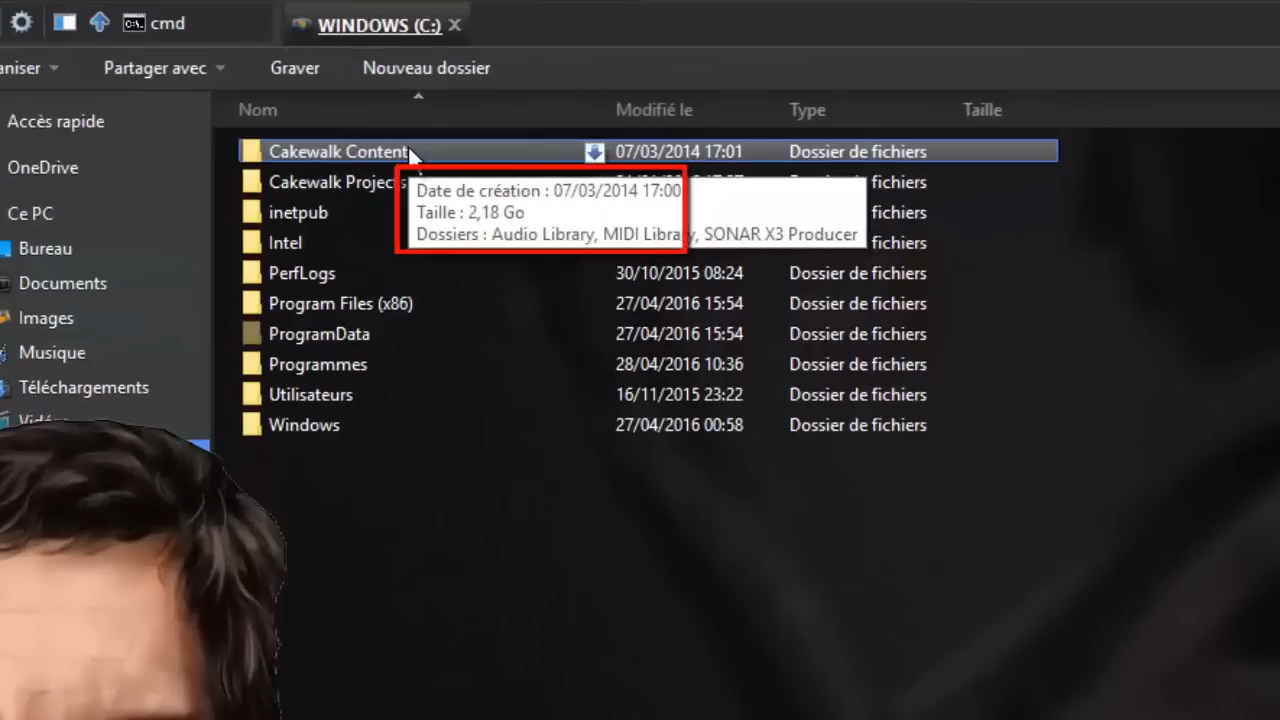 cmd
WINDOWS (C:)
aniser Partager avec Graver Nouveau dossier
Nom Modifié le Type Taille
Accès rapide
OneDrive
Ce PC
Bureau
Documents
Images
Musique
Téléchargements
Cakewalk Content 07/03/2014 17:01 Dossier de fichiers
Cakewalk Projects de fichiers
Date de création : 07/03/2014 17:00
Taille : 2,18 Go
Dossiers : Audio Library, MIDI Library, SONAR X3 Producer
inetpub de fichiers
Intel Dossier de fichiers
PerfLogs 30/10/2015 08:24 Dossier de fichiers
Program Files (x86) 27/04/2016 15:54 Dossier de fichiers
ProgramData 27/04/2016 15:54 Dossier de fichiers
Programmes 28/04/2016 10:36 Dossier de fichiers
Utilisateurs 16/11/2015 23:22 Dossier de fichiers
Windows 27/04/2016 00:58 Dossier de fichiers